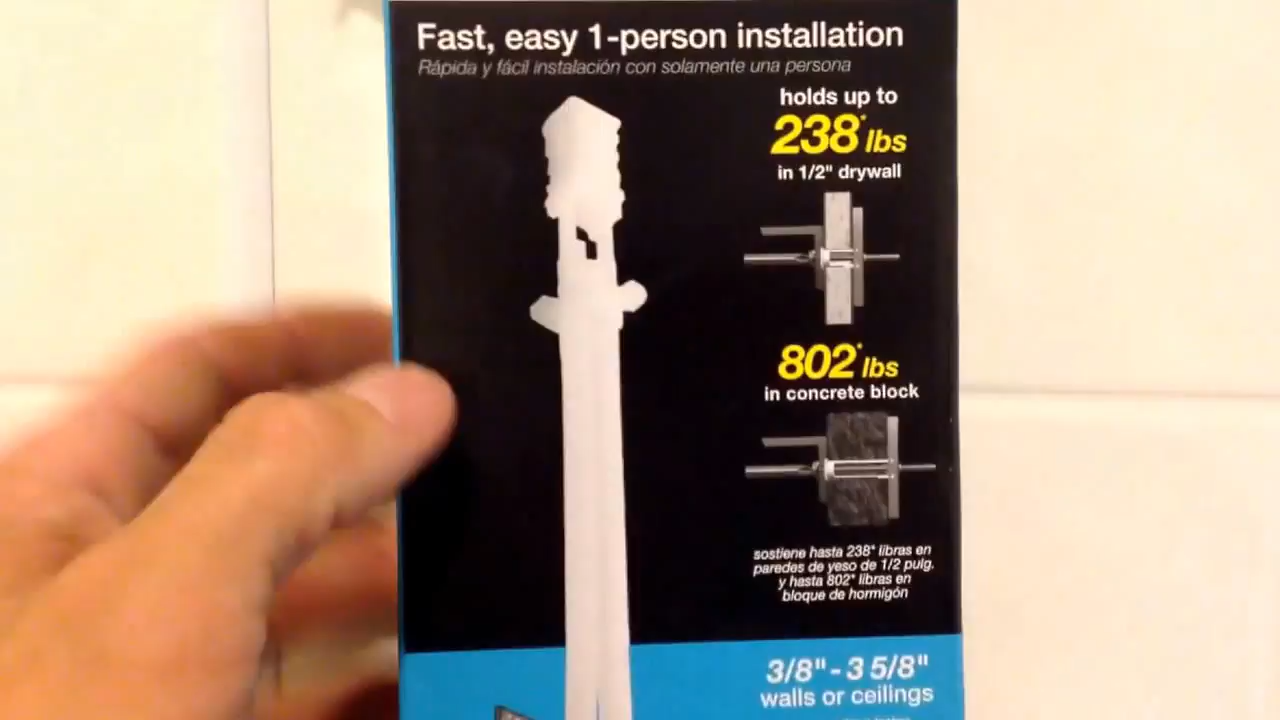 Fast, easy 1-person installation
Rápida y fácil instalación con solamente una persona
holds up to
238* lbs
in 1/2" drywall
802* lbs
in concrete block
sostiene hasta 238* libras en
paredes de yeso de 1/2 pulg.
y hasta 802* libras en
bloque de hormigón
3/8" - 3 5/8"
walls or ceilings